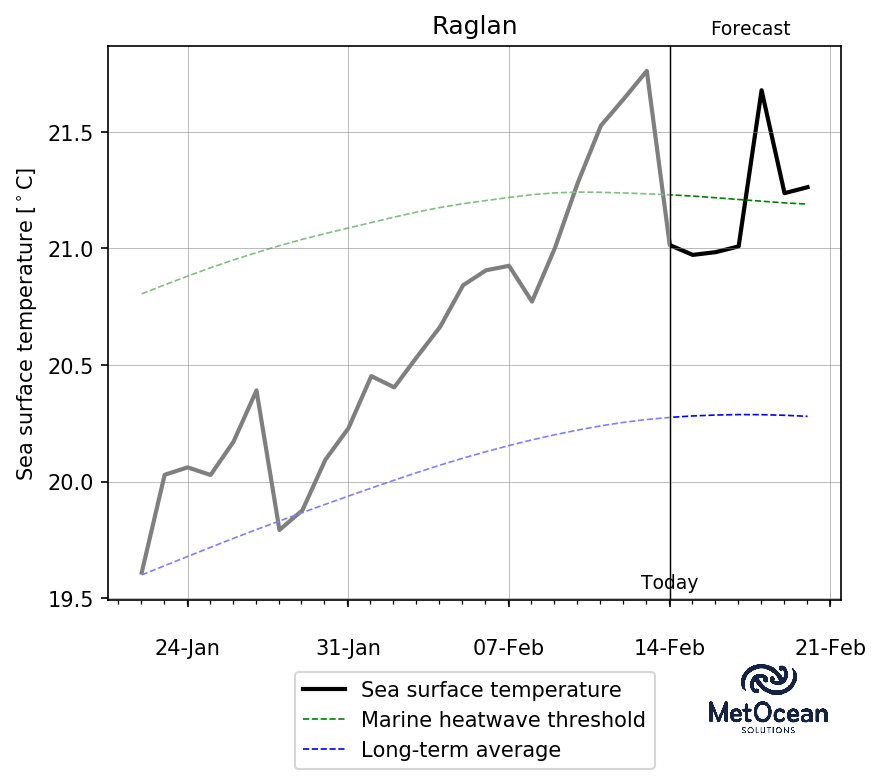 Raglan
Forecast
Sea surface temperature [°C]
21.5
21.0
20.5
20.0
19.5
Today
24-Jan
31-Jan
07-Feb
14-Feb
21-Feb
Sea surface temperature
Marine heatwave threshold
Long-term average
MetOcean
SOLUTIONS